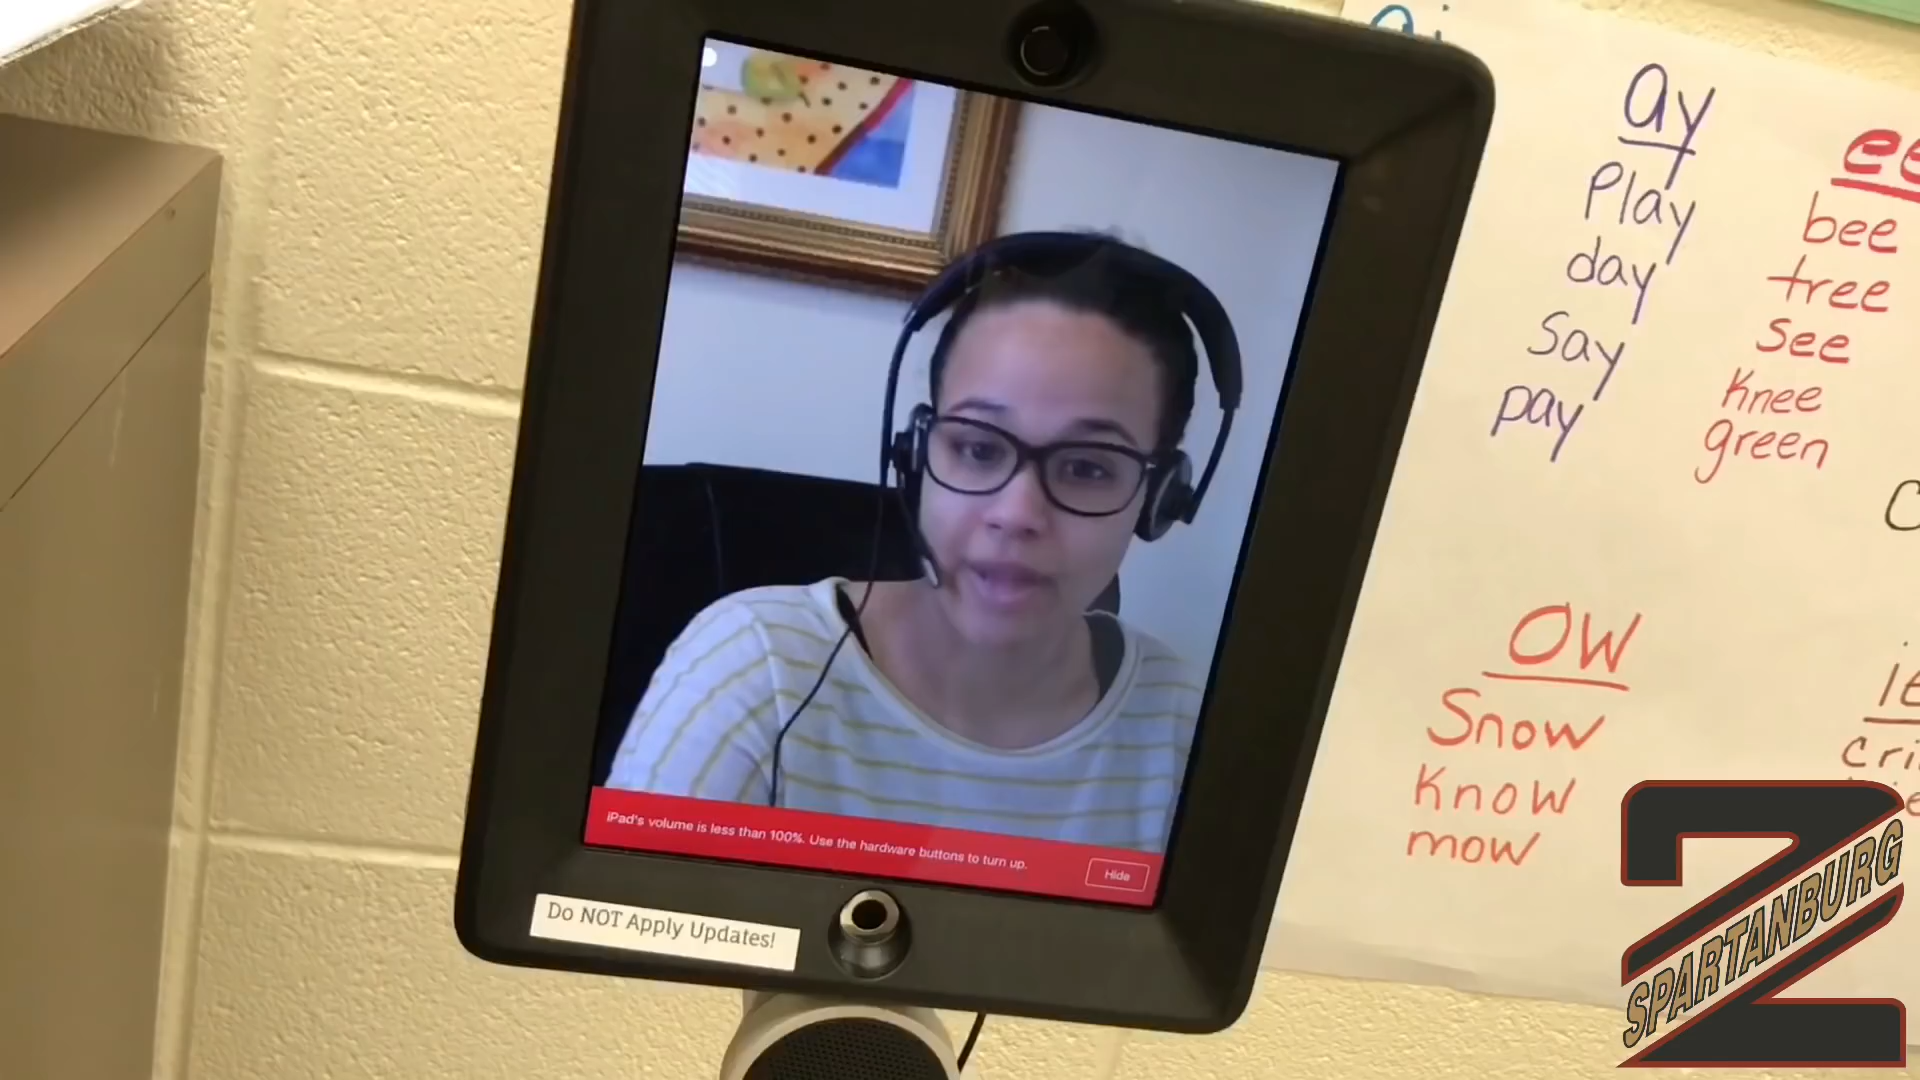 iPad's volume is less than 100%. Use the hardware buttons to turn up.
Hide
Do NOT Apply Updates!
ay
Play
day
Say
pay
bee
tree
See
Knee
green
ow
Snow
Know
mow
SPARTANBURG
2